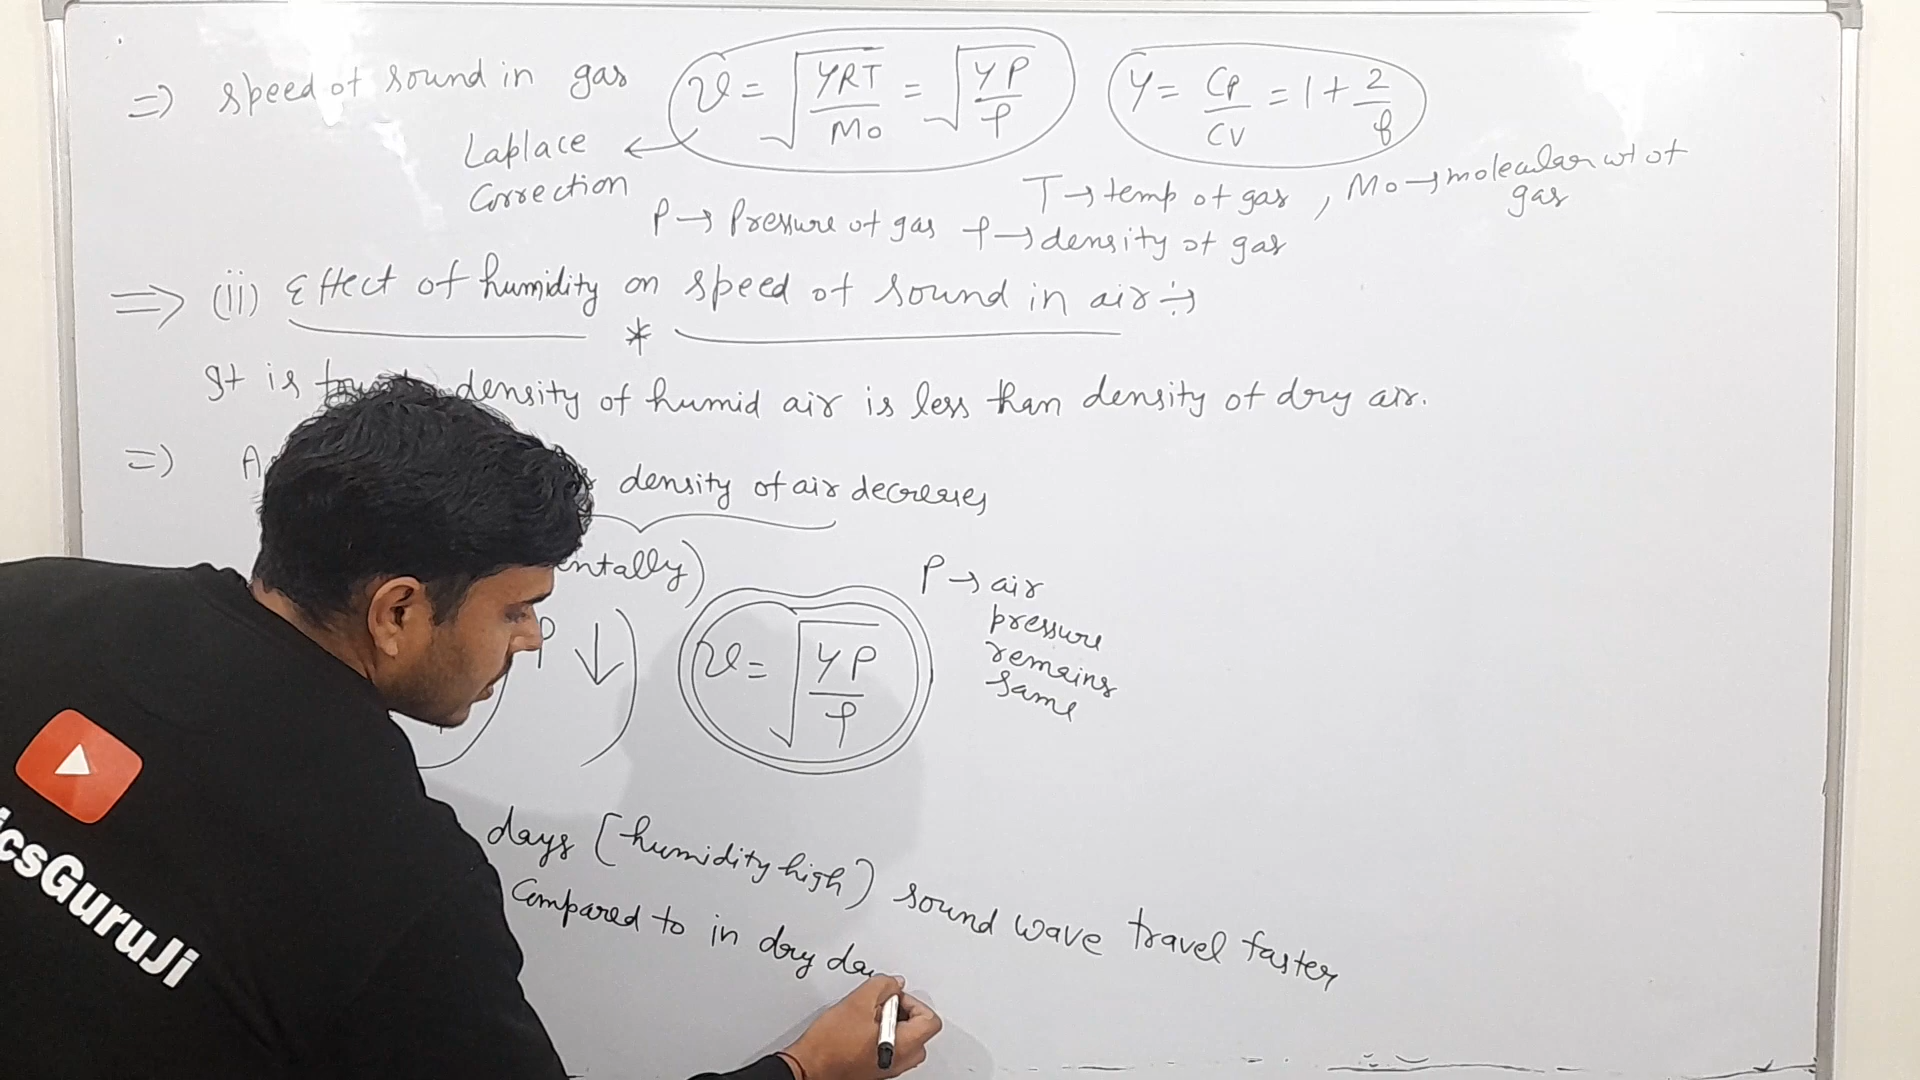 => speed of sound in gas v = √(γRT/Mo) = √(γP/ρ) γ = CP/CV = 1 + 2/f
Laplace ←
Correction
T → temp of gas , Mo → molecular wt of
gas
P → Pressure of gas ρ → density of gas
=> (ii) Effect of humidity on speed of sound in air :→
*
It is density of humid air is less than density of dry air.
=> density of air decreases
ntally)
ρ ↓ ) v = √(γP/ρ)
P → air
pressure
remains
same
days (humidity high) sound wave travel faster
Compared to in dry da
icsGuruJi